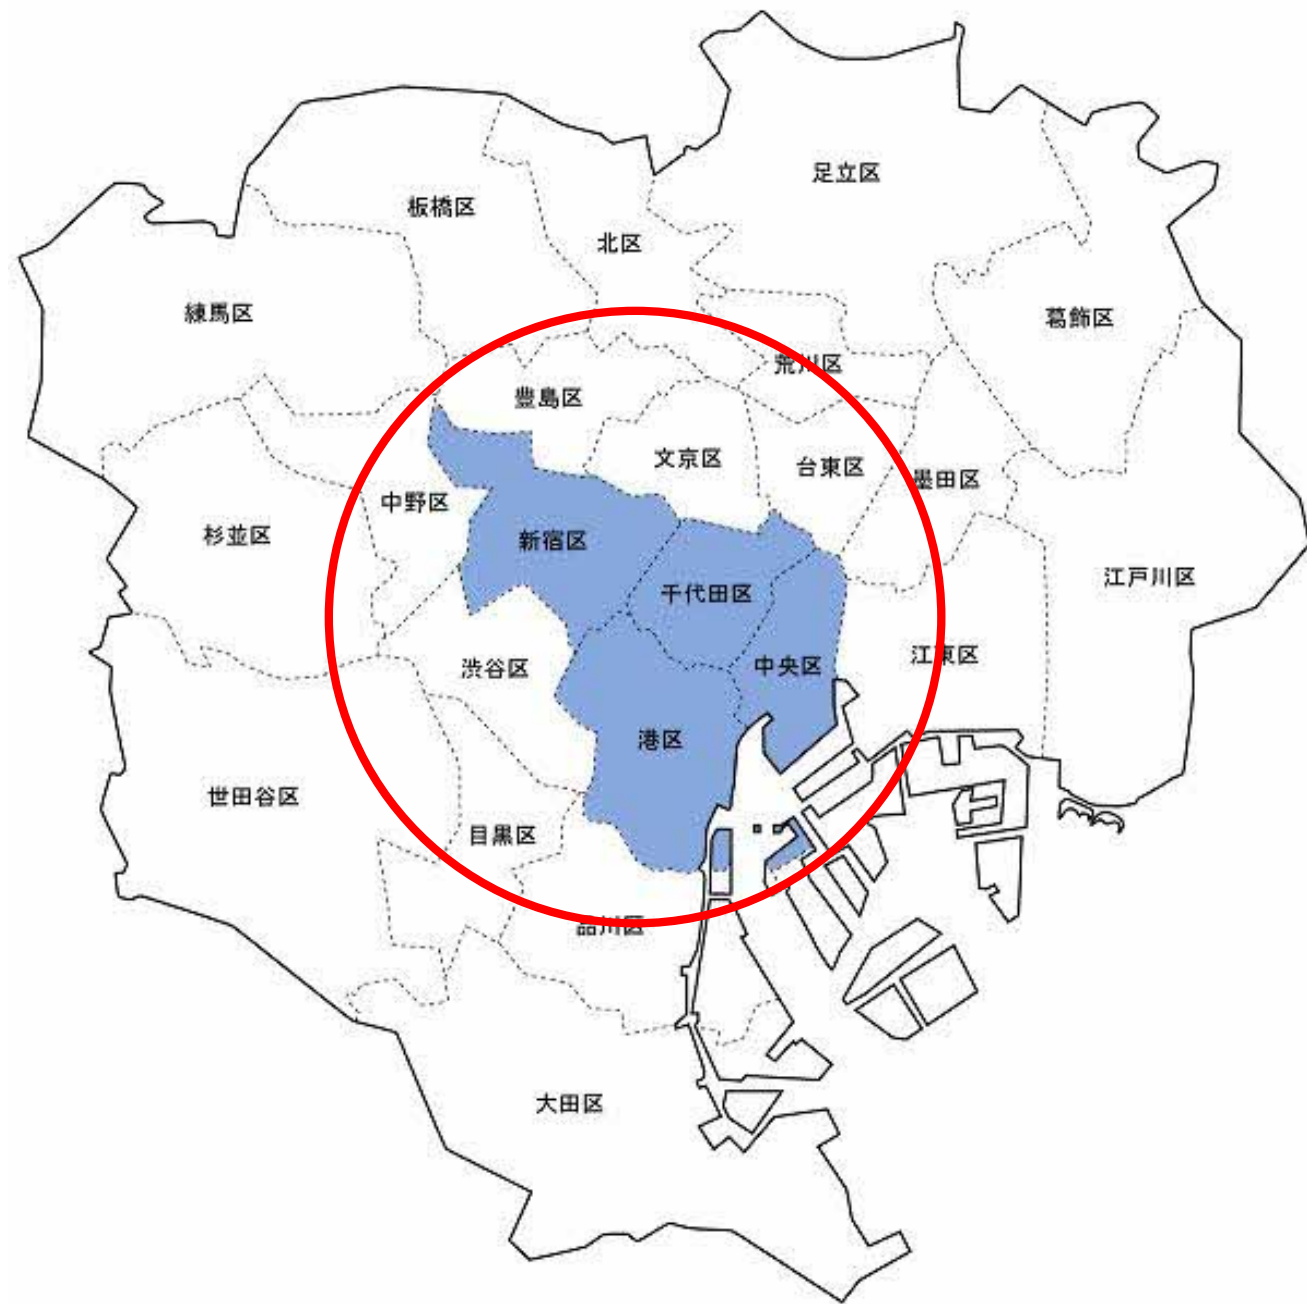 足立区
板橋区
北区
練馬区
葛飾区
荒川区
豊島区
文京区
台東区
墨田区
中野区
杉並区
新宿区
江戸川区
千代田区
江東区
中央区
渋谷区
港区
世田谷区
目黒区
品川区
大田区